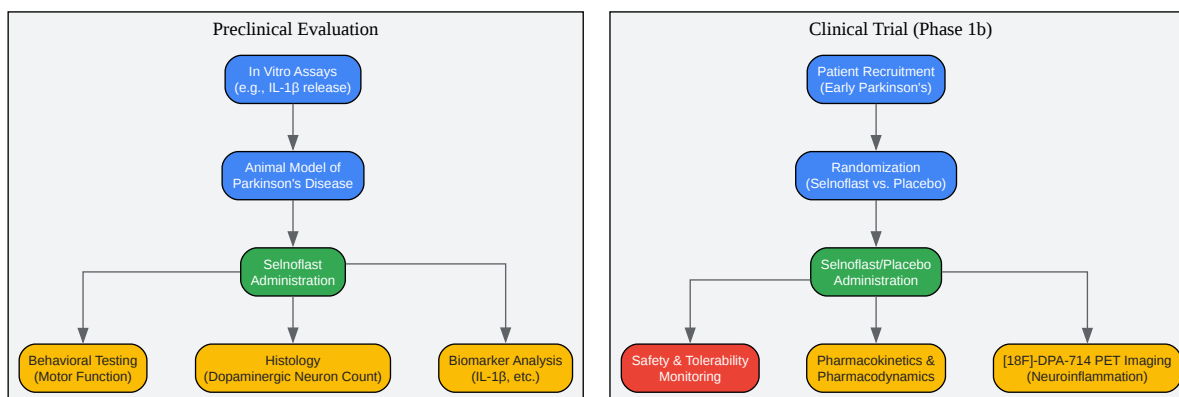 Preclinical Evaluation
In Vitro Assays
(e.g., IL-1β release)
Animal Model of
Parkinson's Disease
Selnoflast
Administration
Behavioral Testing
(Motor Function)
Histology
(Dopaminergic Neuron Count)
Biomarker Analysis
(IL-1β, etc.)
Clinical Trial (Phase 1b)
Patient Recruitment
(Early Parkinson's)
Randomization
(Selnoflast vs. Placebo)
Selnoflast/Placebo
Administration
Safety & Tolerability
Monitoring
Pharmacokinetics &
Pharmacodynamics
[18F]-DPA-714 PET Imaging
(Neuroinflammation)